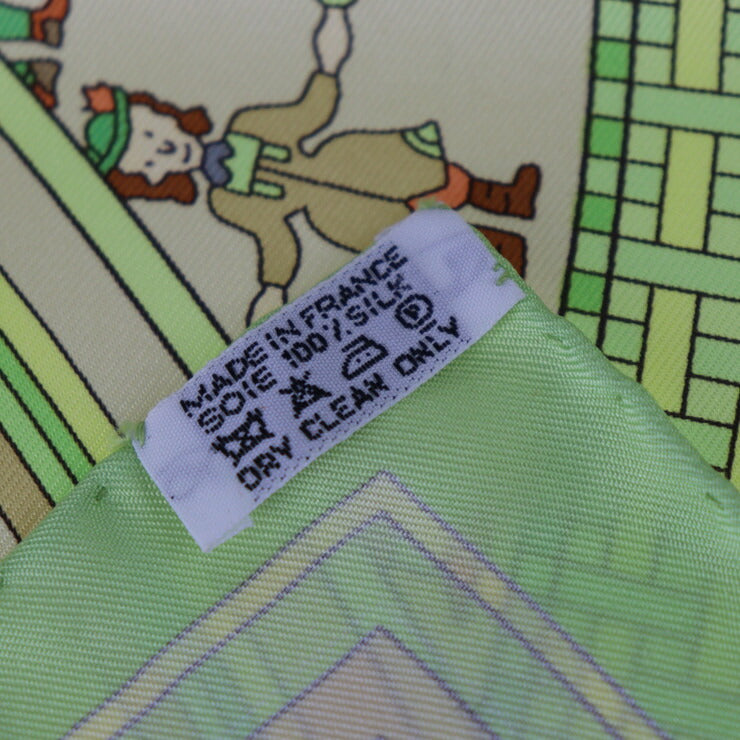 MADE IN FRANCE
SOIE 100% SILK
DRY CLEAN ONLY